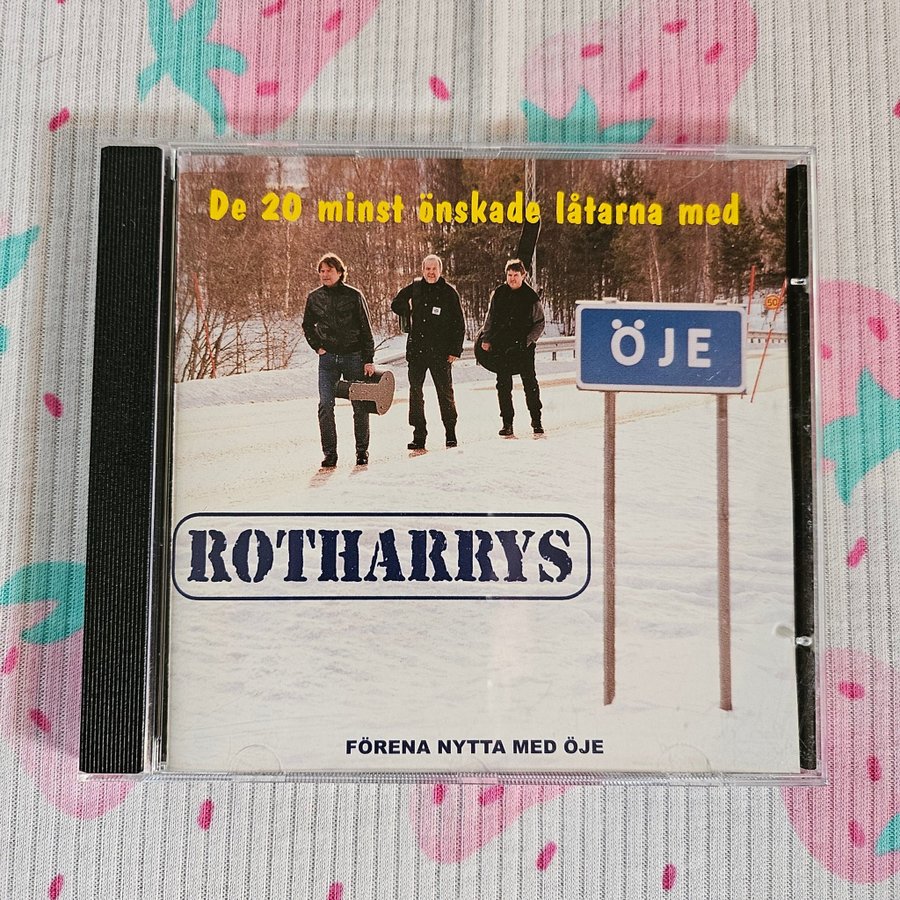 De 20 minst önskade låtarna med
ÖJE
ROTHARRYS
FÖRENA NYTTA MED ÖJE